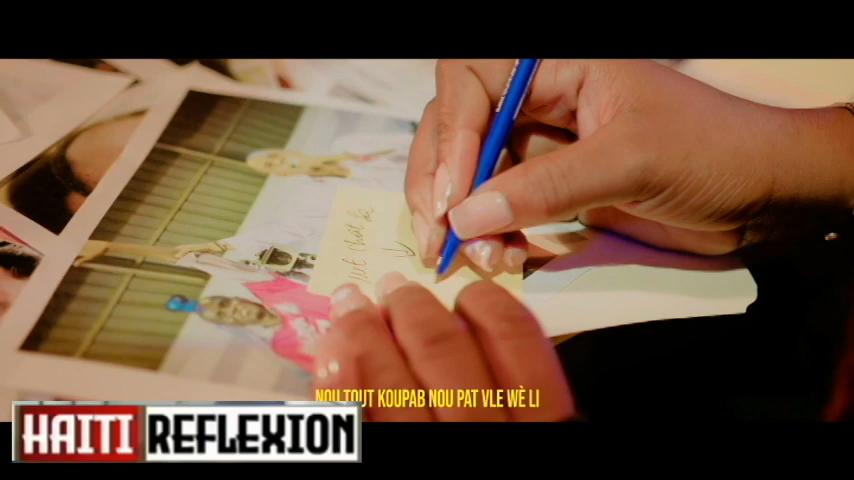 NOU TOUT KOUPAB NOU PAT VLE WÈ LI
HAITI REFLEXION